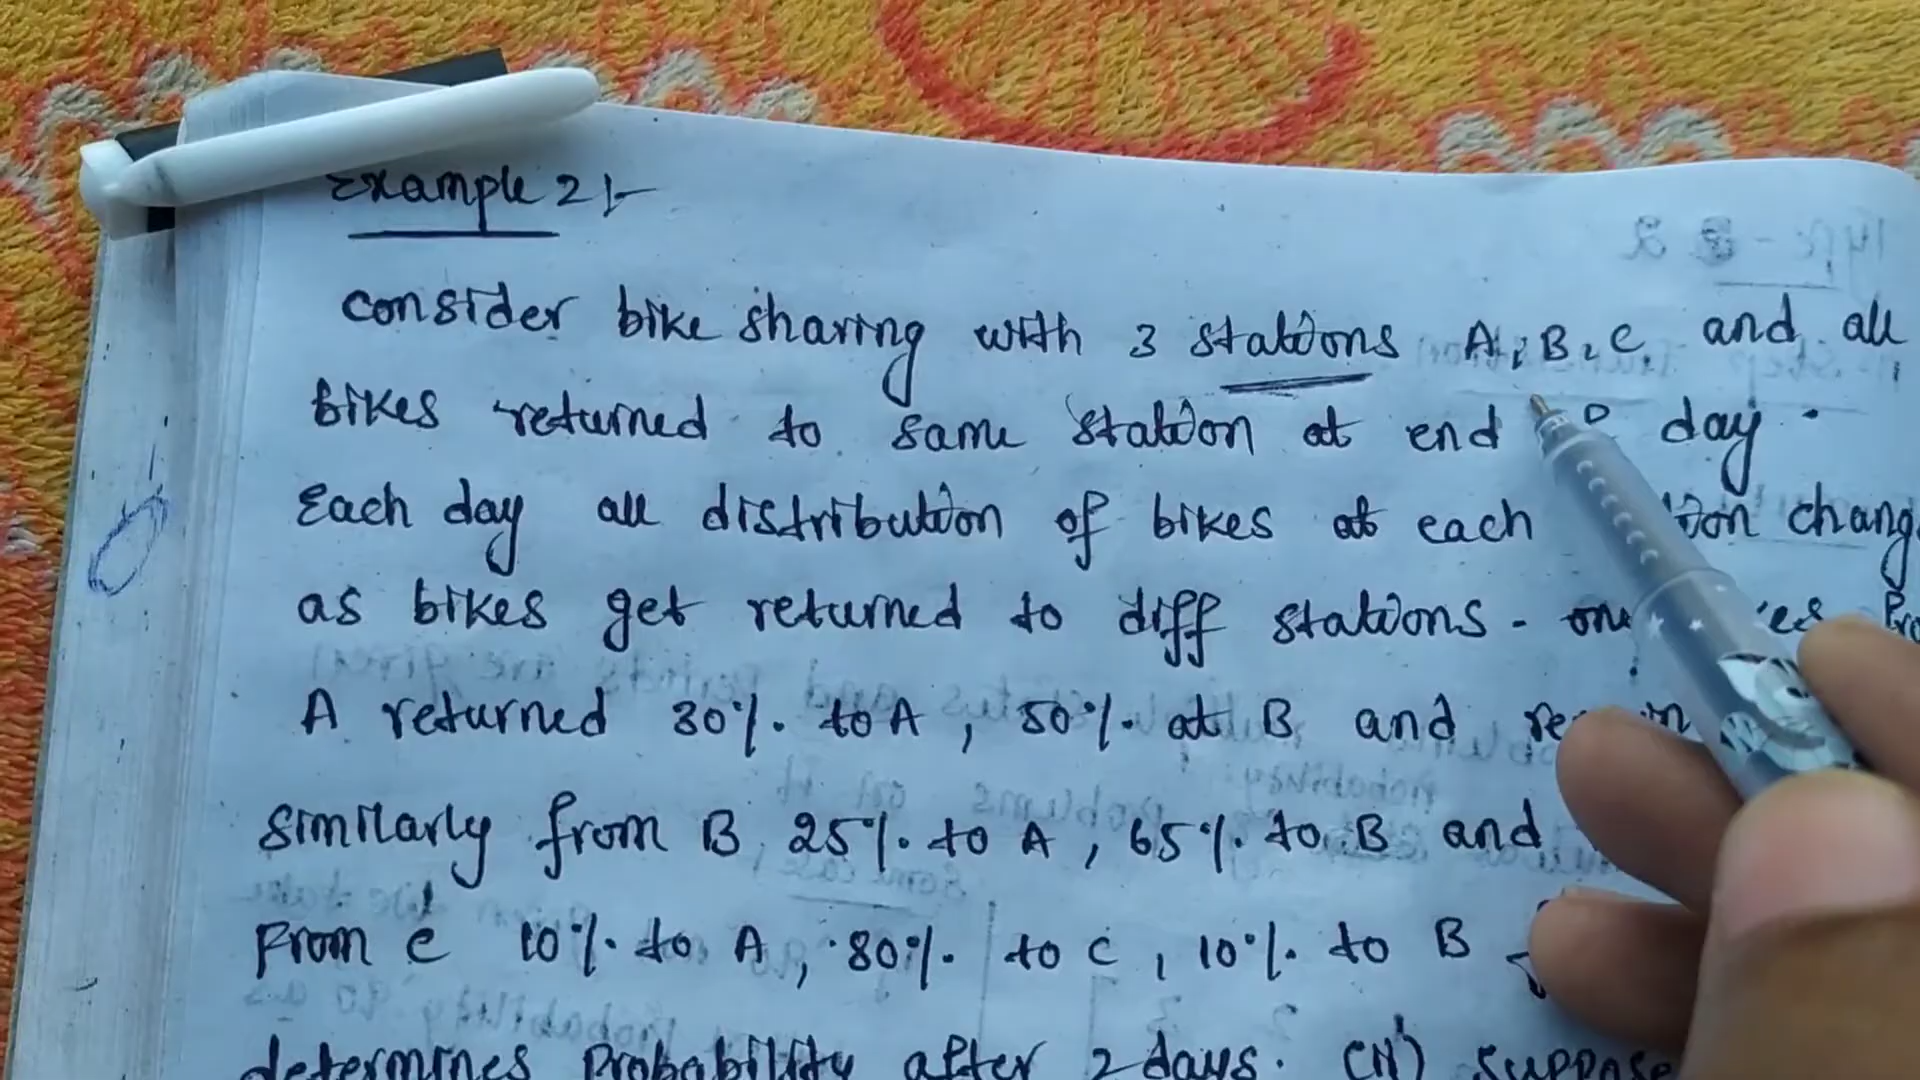 Example 2 :-
Consider bike sharing with 3 stations A, B, C, and all
bikes returned to same station at end day.
Each day all distribution of bikes at each
as bikes get returned to diff stations.
A returned 30% to A, 50% at B and
similarly from B 25% to A, 65% to B and
From C 10% to A, 80% to C, 10% to B
determines Probability after 2 days. (ii) suppose